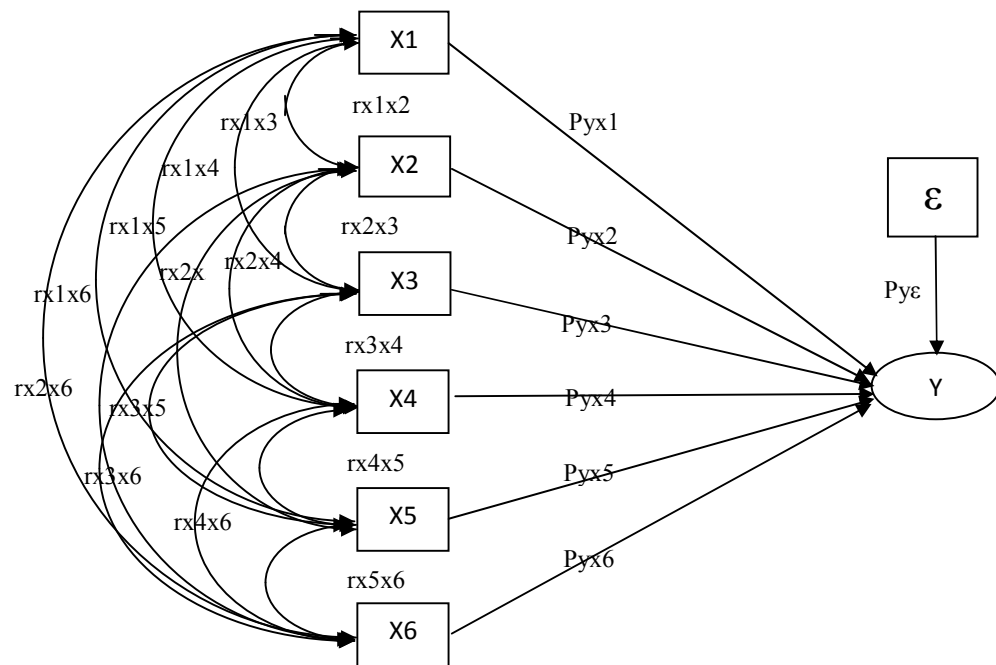 X1
rx1x2
rx1x3
Pyx1
X2
rx1x4
ε
rx1x5
rx2x3
Pyx2
rx2x
rx2x4
X3
rx1x6
Pyε
Pyx3
rx3x4
rx2x6
X4
Pyx4
Y
rx3x5
rx4x5
Pyx5
rx3x6
X5
rx4x6
Pyx6
rx5x6
X6